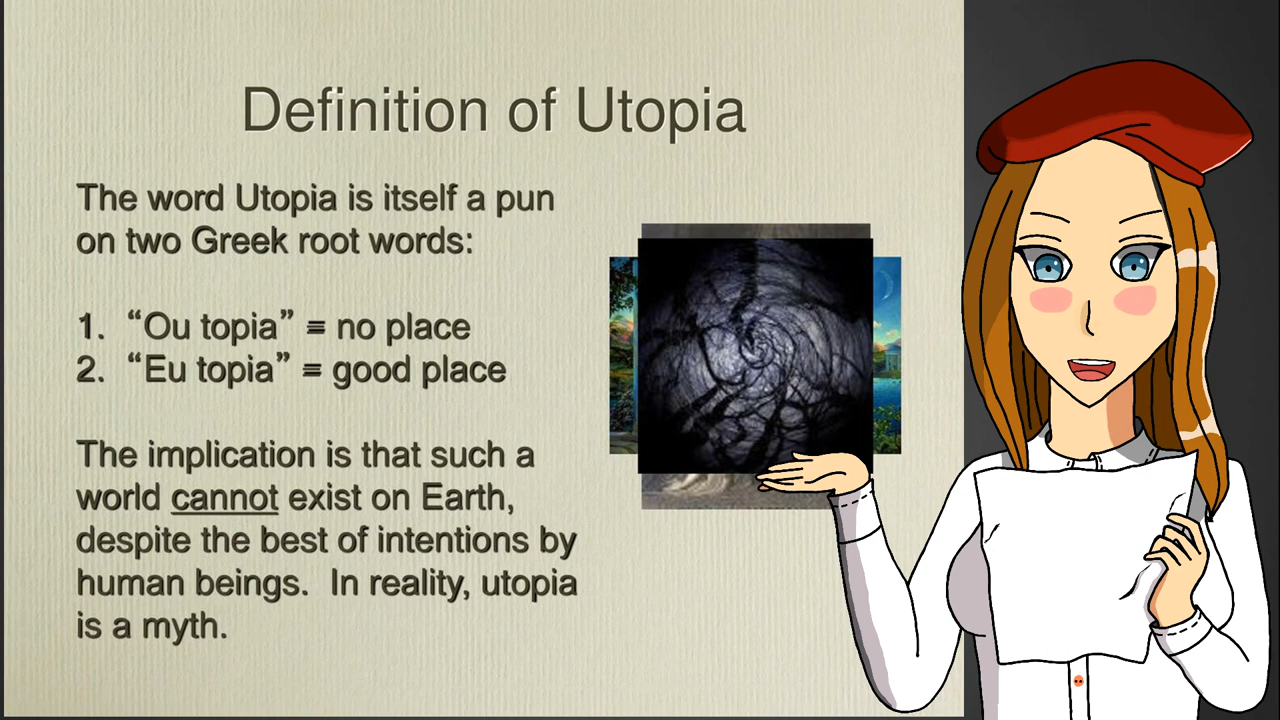 Definition of Utopia
The word Utopia is itself a pun
on two Greek root words:
1. “Ou topia” = no place
2. “Eu topia” = good place
The implication is that such a
world cannot exist on Earth,
despite the best of intentions by
human beings. In reality, utopia
is a myth.